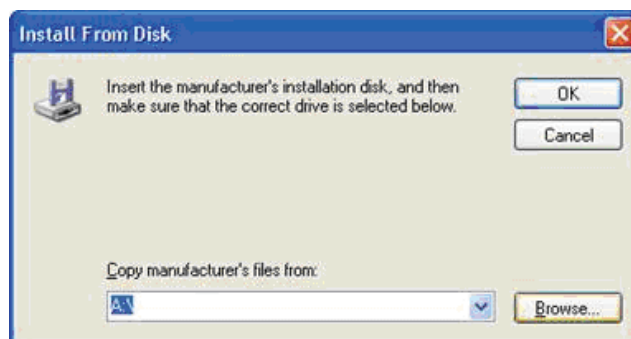 Install From Disk
Insert the manufacturer's installation disk, and then
make sure that the correct drive is selected below.
OK
Cancel
Copy manufacturer's files from:
A:\
Browse...